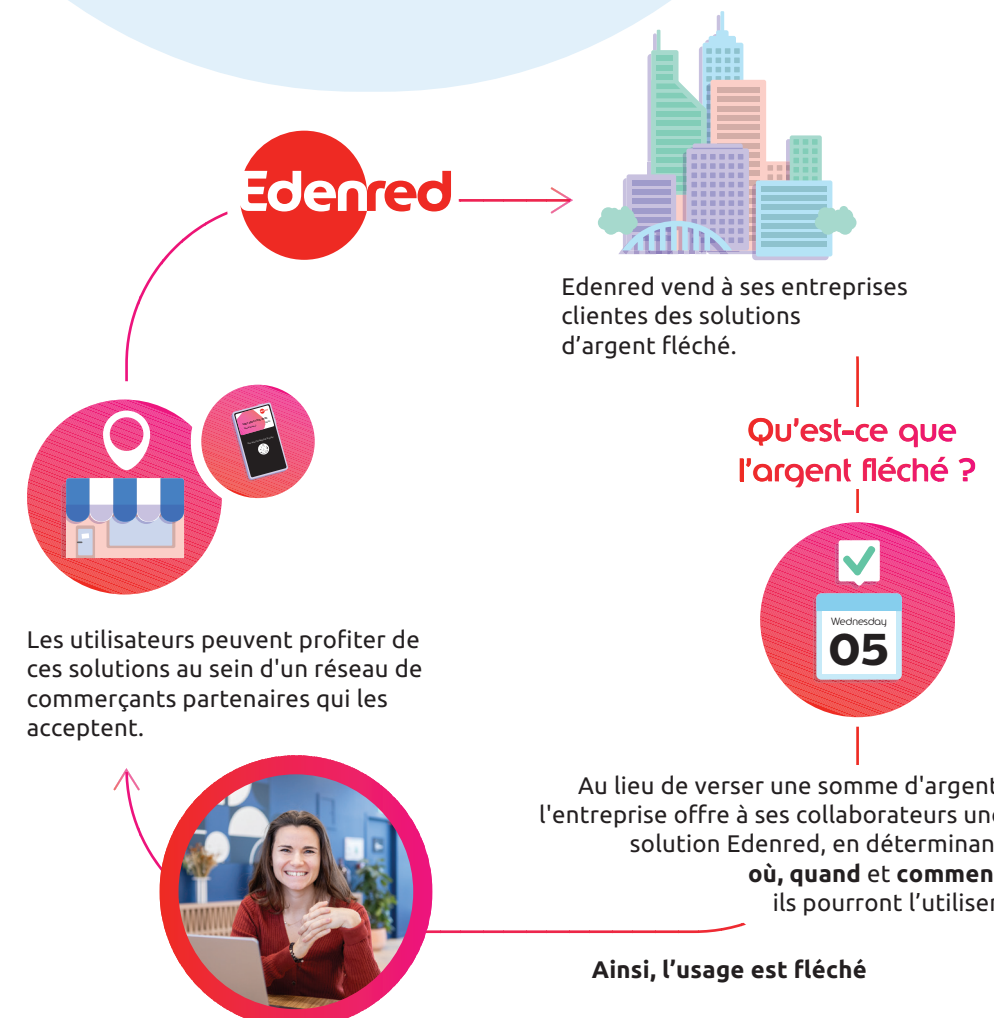 Edenred
Edenred vend à ses entreprises
clientes des solutions
d’argent fléché.
Qu’est-ce que
l’argent fléché ?
Wednesday
05
Au lieu de verser une somme d'argent
l'entreprise offre à ses collaborateurs une
solution Edenred, en déterminan
où, quand et commen
ils pourront l’utiliser
Ainsi, l’usage est fléché
Les utilisateurs peuvent profiter de
ces solutions au sein d'un réseau de
commerçants partenaires qui les
acceptent.